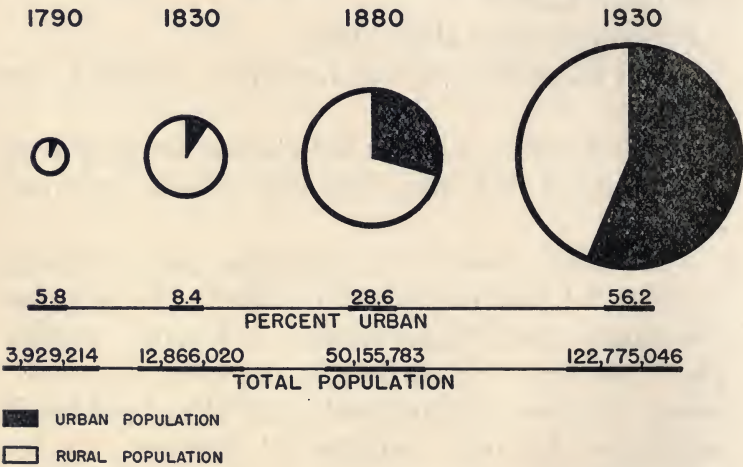 1790 1830 1880 1930
5.8 8.4 28.6 56.2
PERCENT URBAN
3,929,214 12,866,020 50,155,783 122,775,046
TOTAL POPULATION
URBAN POPULATION
RURAL POPULATION